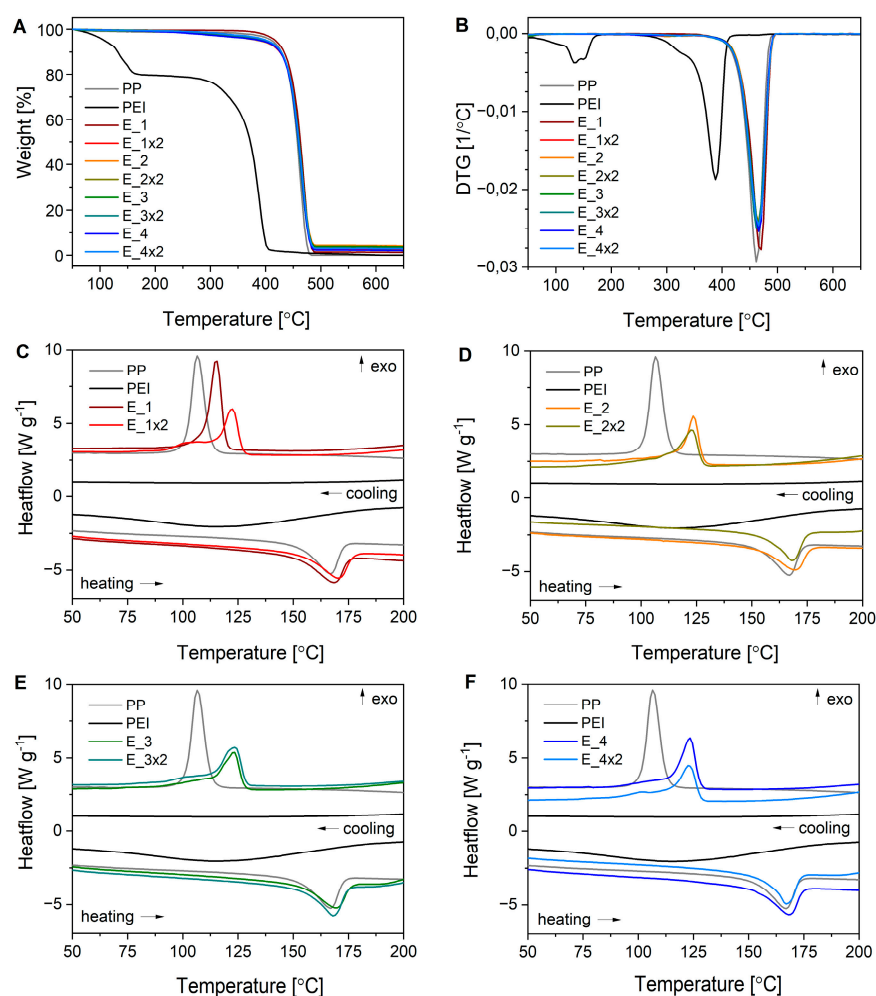 A
Weight [%]
100
80
60
40
20
0
PP
PEI
E_1
E_1x2
E_2
E_2x2
E_3
E_3x2
E_4
E_4x2
100 200 300 400 500 600
Temperature [°C]
B
DTG [1/°C]
0,00
−0,01
−0,02
−0,03
PP
PEI
E_1
E_1x2
E_2
E_2x2
E_3
E_3x2
E_4
E_4x2
100 200 300 400 500 600
Temperature [°C]
C
Heatflow [W g-1]
10
5
0
−5
PP
PEI
E_1
E_1x2
↑ exo
← cooling
heating →
50 75 100 125 150 175 200
Temperature [°C]
D
Heatflow [W g-1]
10
5
0
−5
PP
PEI
E_2
E_2x2
↑ exo
← cooling
heating →
50 75 100 125 150 175 200
Temperature [°C]
E
Heatflow [W g-1]
10
5
0
−5
PP
PEI
E_3
E_3x2
↑ exo
← cooling
heating →
50 75 100 125 150 175 200
Temperature [°C]
F
Heatflow [W g-1]
10
5
0
−5
PP
PEI
E_4
E_4x2
↑ exo
← cooling
heating →
50 75 100 125 150 175 200
Temperature [°C]